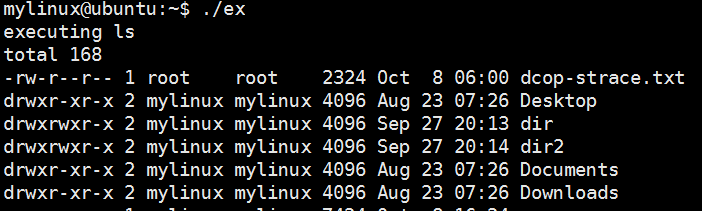 mylinux@ubuntu:~$ ./ex
executing ls
total 168
-rw-r--r-- 1 root    root    2324 Oct  8 06:00 dcop-strace.txt
drwxr-xr-x 2 mylinux mylinux 4096 Aug 23 07:26 Desktop
drwxrwxr-x 2 mylinux mylinux 4096 Sep 27 20:13 dir
drwxrwxr-x 2 mylinux mylinux 4096 Sep 27 20:14 dir2
drwxr-xr-x 2 mylinux mylinux 4096 Aug 23 07:26 Documents
drwxr-xr-x 2 mylinux mylinux 4096 Aug 23 07:26 Downloads